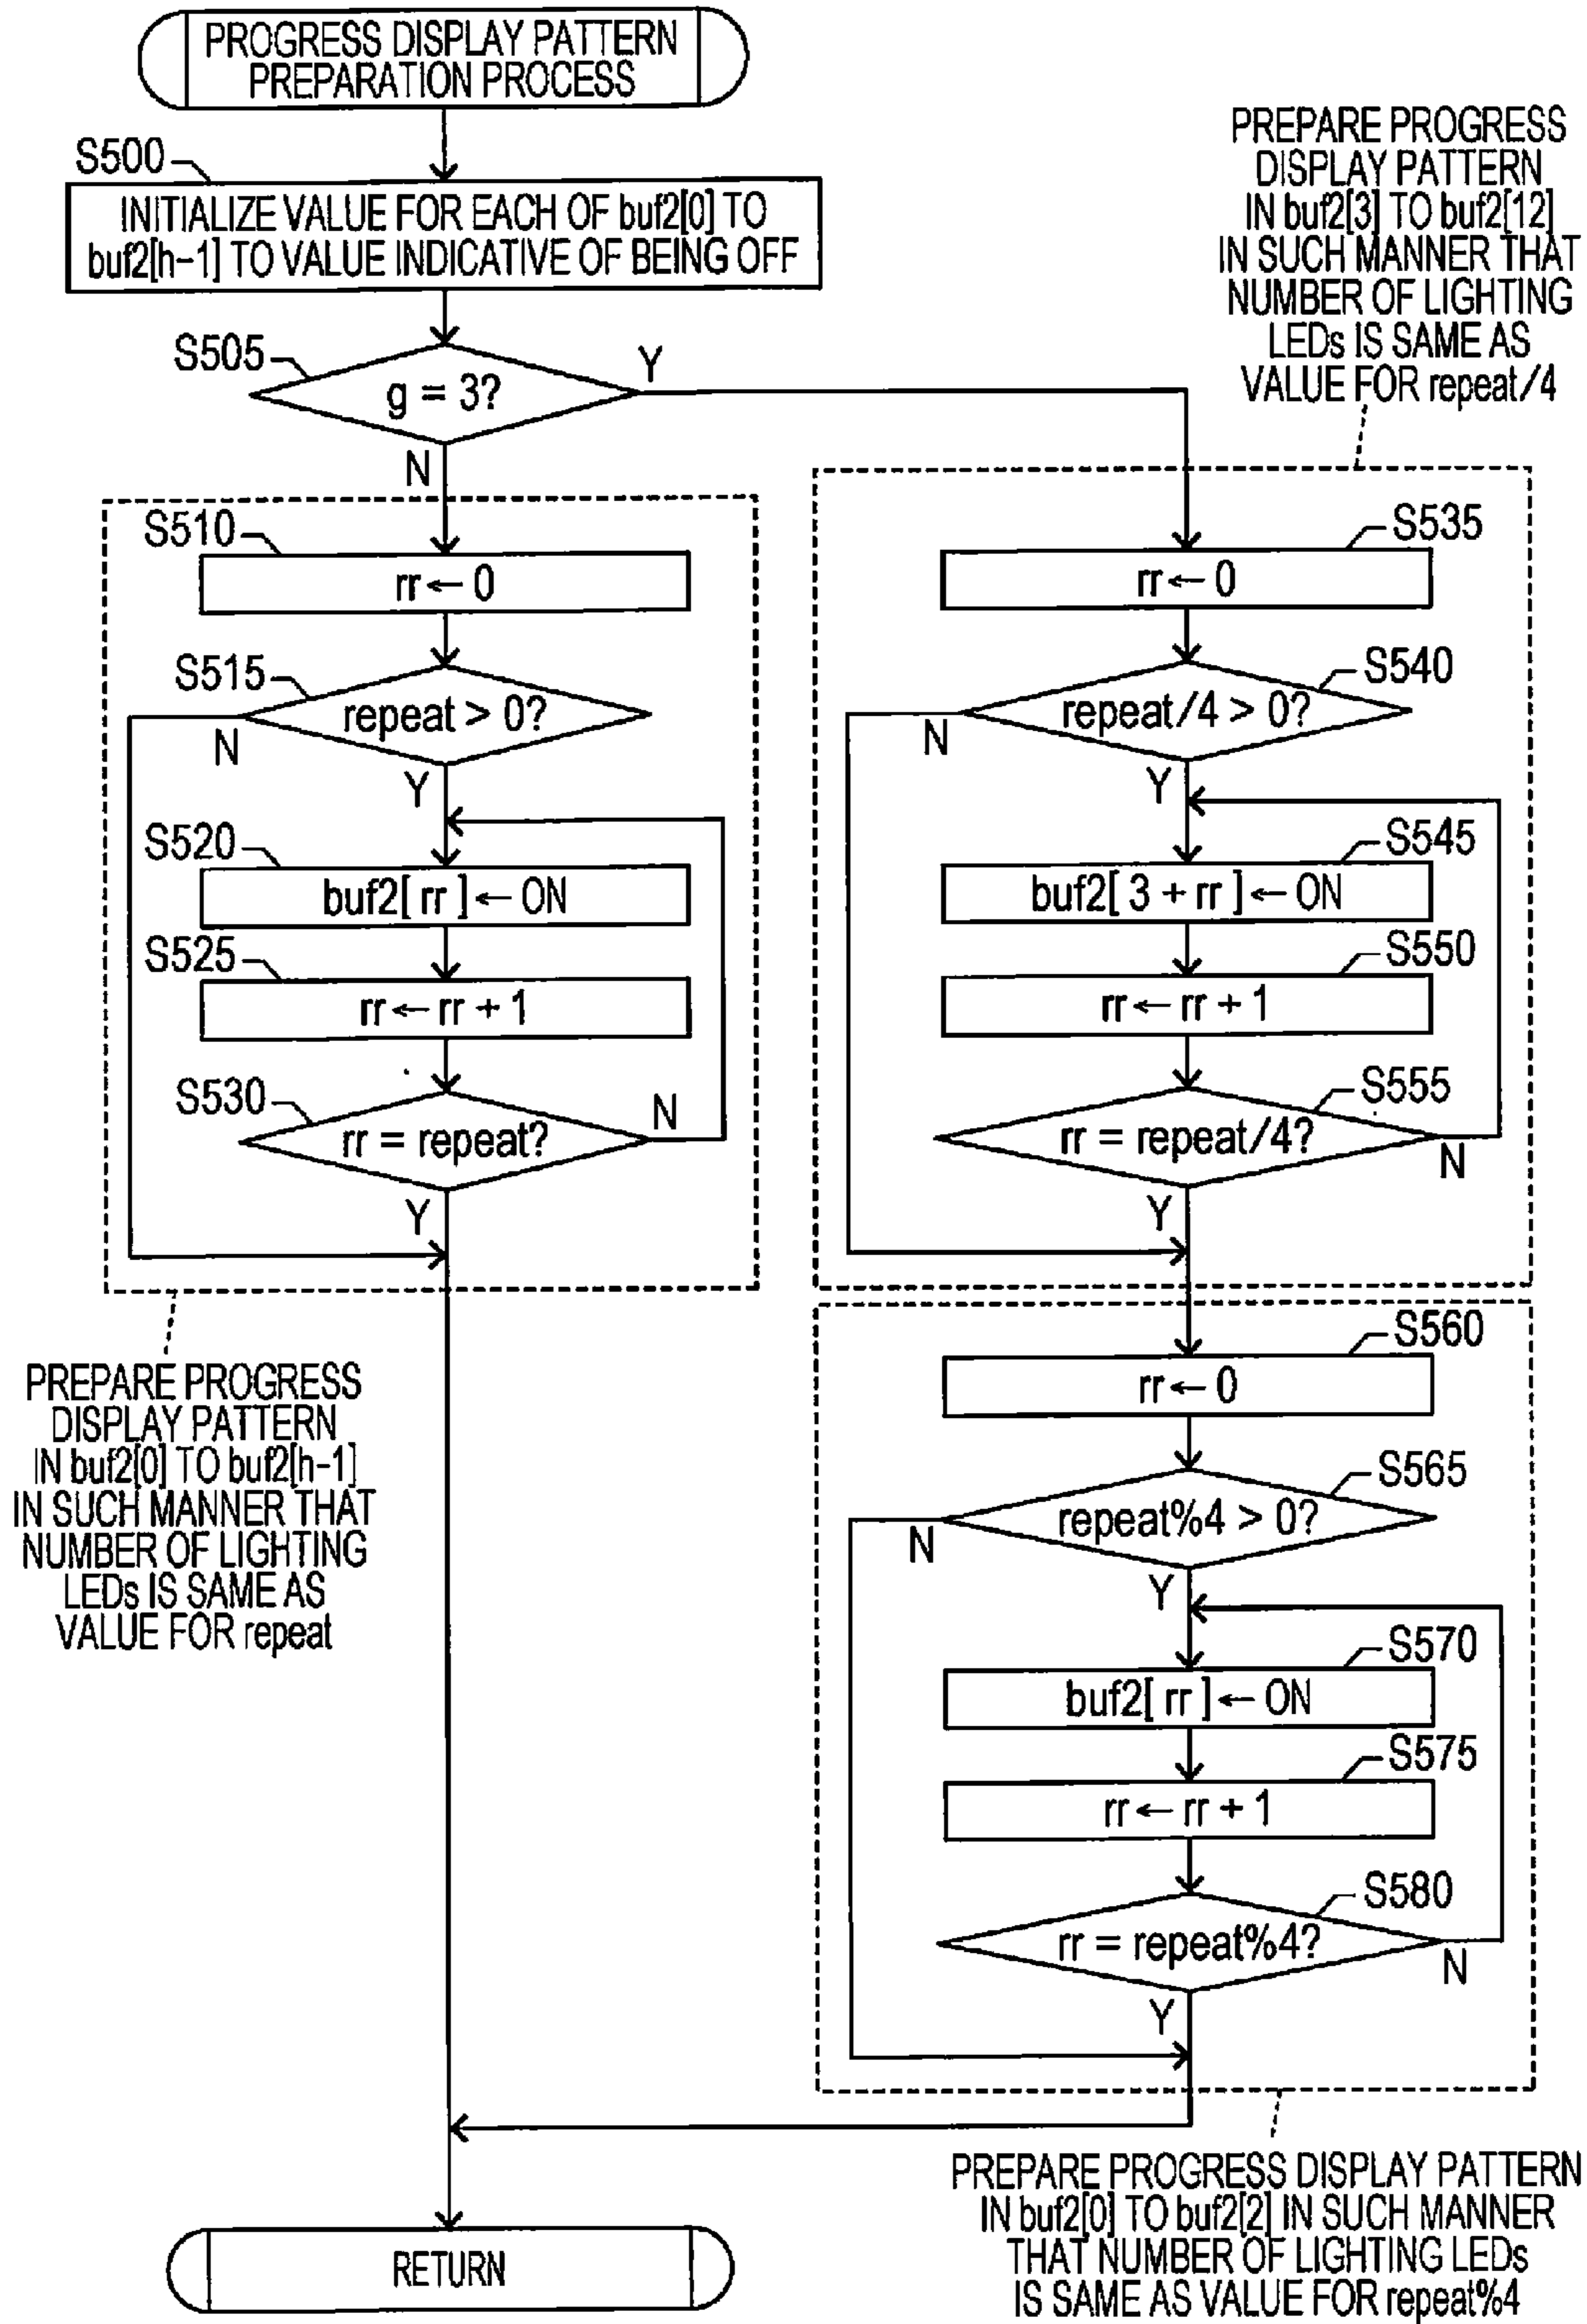 PROGRESS DISPLAY PATTERN
PREPARATION PROCESS
S500
INITIALIZE VALUE FOR EACH OF buf2[0] TO
buf2[h-1] TO VALUE INDICATIVE OF BEING OFF
S505
g = 3?
Y
N
PREPARE PROGRESS
DISPLAY PATTERN
IN buf2[3] TO buf2[12]
IN SUCH MANNER THAT
NUMBER OF LIGHTING
LEDs IS SAME AS
VALUE FOR repeat/4
S510
rr ← 0
S515
repeat > 0?
N
Y
S520
buf2[ rr ] ← ON
S525
rr ← rr + 1
S530
rr = repeat?
N
Y
PREPARE PROGRESS
DISPLAY PATTERN
IN buf2[0] TO buf2[h-1]
IN SUCH MANNER THAT
NUMBER OF LIGHTING
LEDs IS SAME AS
VALUE FOR repeat
S535
rr ← 0
S540
repeat/4 > 0?
N
Y
S545
buf2[ 3 + rr ] ← ON
S550
rr ← rr + 1
S555
rr = repeat/4?
N
Y
S560
rr ← 0
S565
repeat%4 > 0?
N
Y
S570
buf2[ rr ] ← ON
S575
rr ← rr + 1
S580
rr = repeat%4?
N
Y
PREPARE PROGRESS DISPLAY PATTERN
IN buf2[0] TO buf2[2] IN SUCH MANNER
THAT NUMBER OF LIGHTING LEDs
IS SAME AS VALUE FOR repeat%4
RETURN